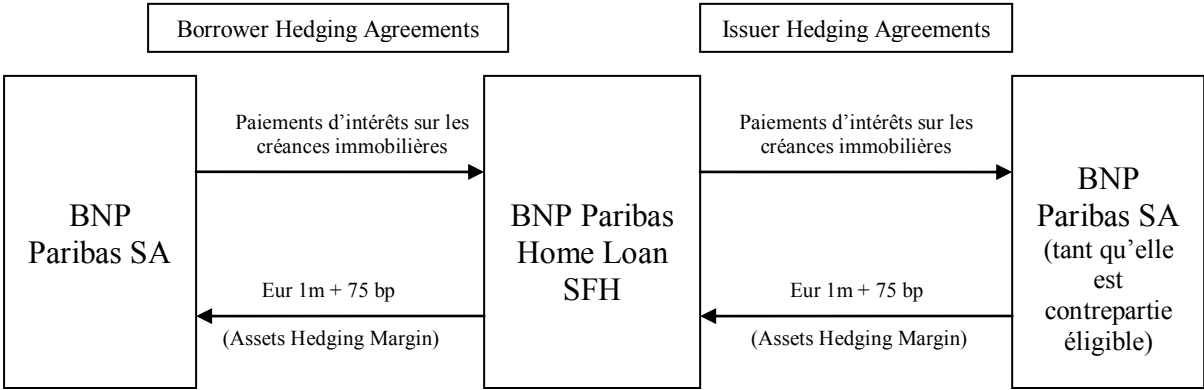 Borrower Hedging Agreements
Issuer Hedging Agreements
BNP
Paribas SA
Paiements d'intérêts sur les
créances immobilières
Eur 1m + 75 bp
(Assets Hedging Margin)
BNP Paribas
Home Loan
SFH
Paiements d'intérêts sur les
créances immobilières
Eur 1m + 75 bp
(Assets Hedging Margin)
BNP
Paribas SA
(tant qu'elle
est
contrepartie
éligible)